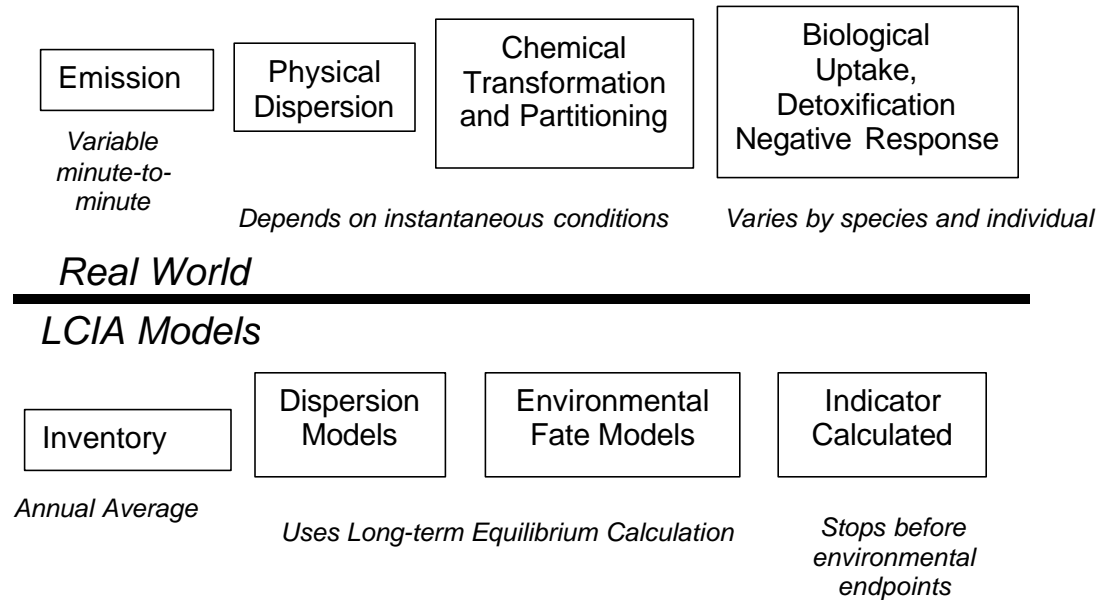 Emission
Physical
Dispersion
Chemical
Transformation
and Partitioning
Biological
Uptake,
Detoxification
Negative Response
Variable
minute-to-
minute
Depends on instantaneous conditions
Varies by species and individual
Real World
LCIA Models
Inventory
Dispersion
Models
Environmental
Fate Models
Indicator
Calculated
Annual Average
Uses Long-term Equilibrium Calculation
Stops before
environmental
endpoints